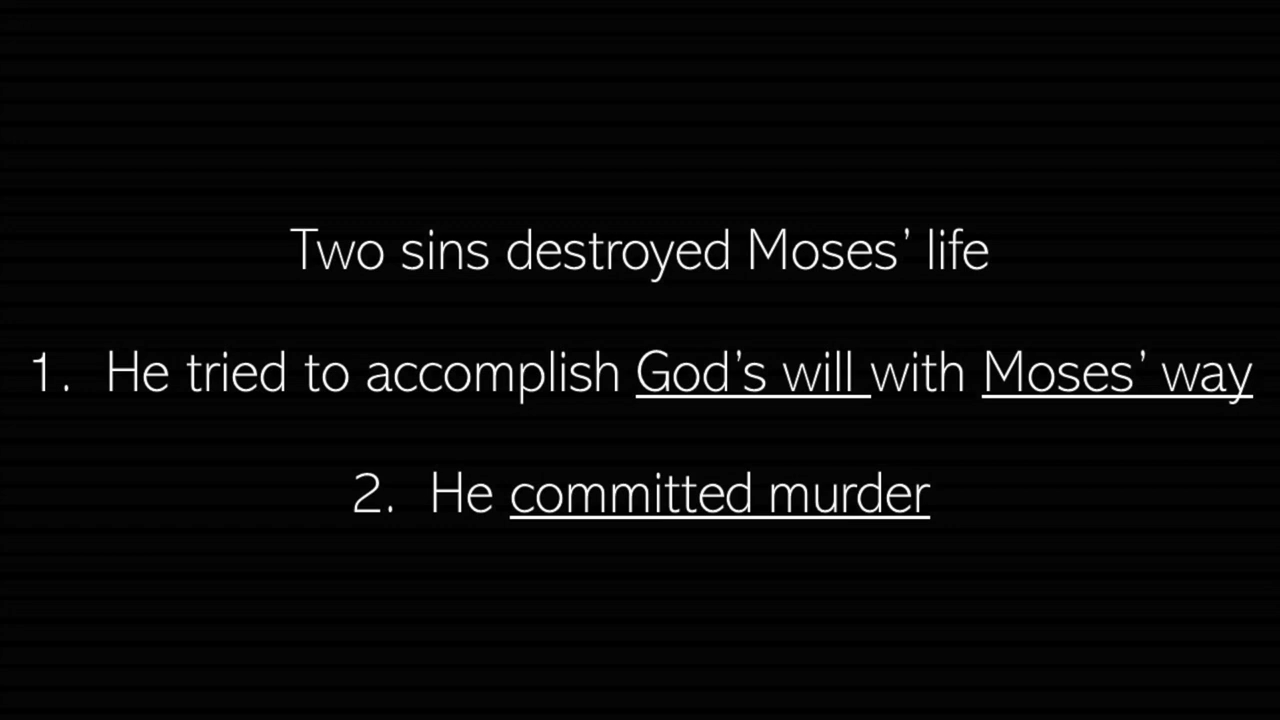 Two sins destroyed Moses’ life
1. He tried to accomplish God’s will with Moses’ way
2. He committed murder